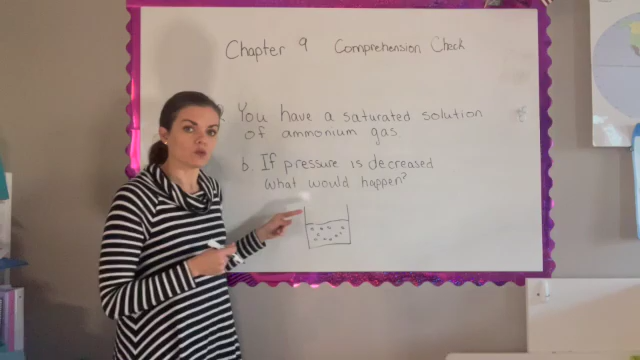 Chapter 9 Comprehension Check
You have a saturated solution
of ammonium gas
b. If pressure is decreased
what would happen?